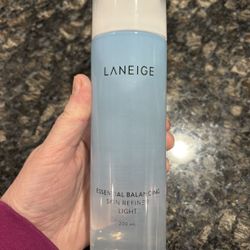 LANEIGE
ESSENTIAL BALANCING
SKIN REFINER
LIGHT
200 ml